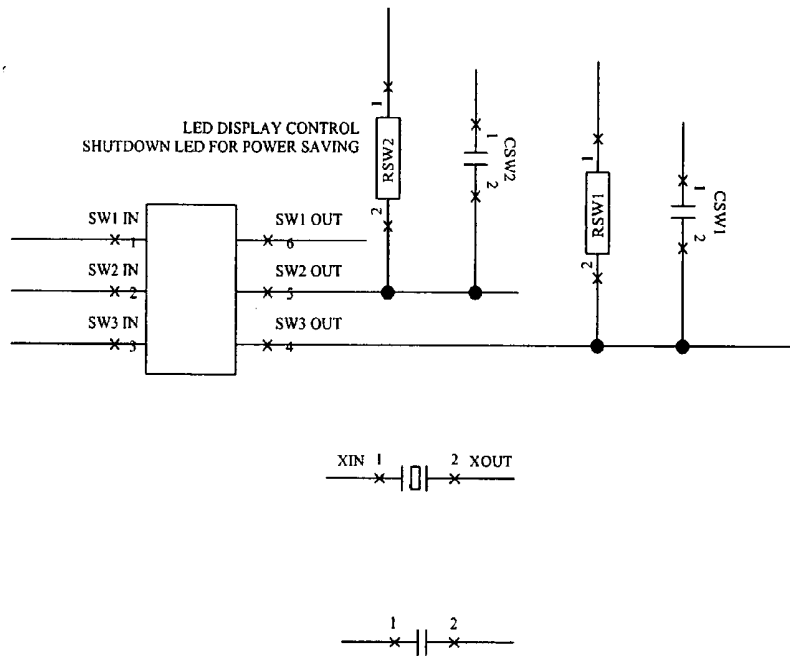 LED DISPLAY CONTROL
SHUTDOWN LED FOR POWER SAVING
1
RSW2
2
1
CSW2
2
1
RSW1
2
1
CSW1
2
SW1 IN
1
SW1 OUT
6
SW2 IN
2
SW2 OUT
5
SW3 IN
3
SW3 OUT
4
XIN 1 2 XOUT
1 2